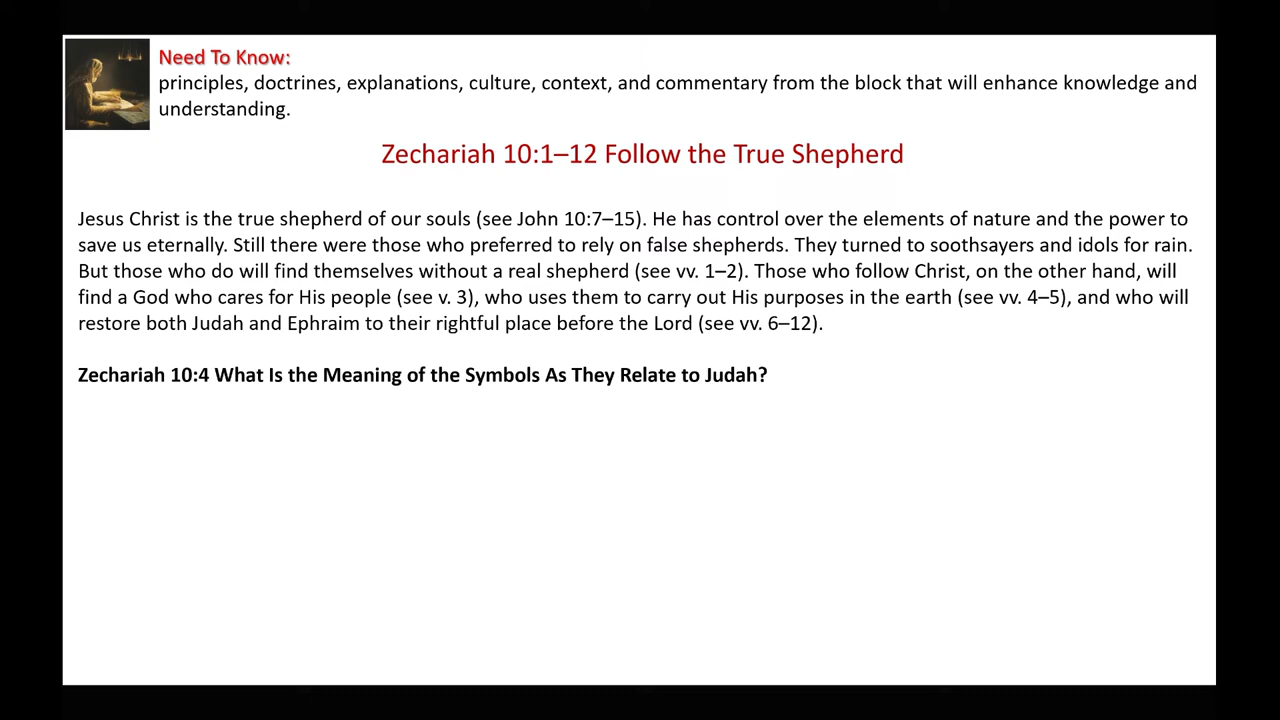 Need To Know:
principles, doctrines, explanations, culture, context, and commentary from the block that will enhance knowledge and
understanding.
Zechariah 10:1–12 Follow the True Shepherd
Jesus Christ is the true shepherd of our souls (see John 10:7–15). He has control over the elements of nature and the power to
save us eternally. Still there were those who preferred to rely on false shepherds. They turned to soothsayers and idols for rain.
But those who do will find themselves without a real shepherd (see vv. 1–2). Those who follow Christ, on the other hand, will
find a God who cares for His people (see v. 3), who uses them to carry out His purposes in the earth (see vv. 4–5), and who will
restore both Judah and Ephraim to their rightful place before the Lord (see vv. 6–12).
Zechariah 10:4 What Is the Meaning of the Symbols As They Relate to Judah?